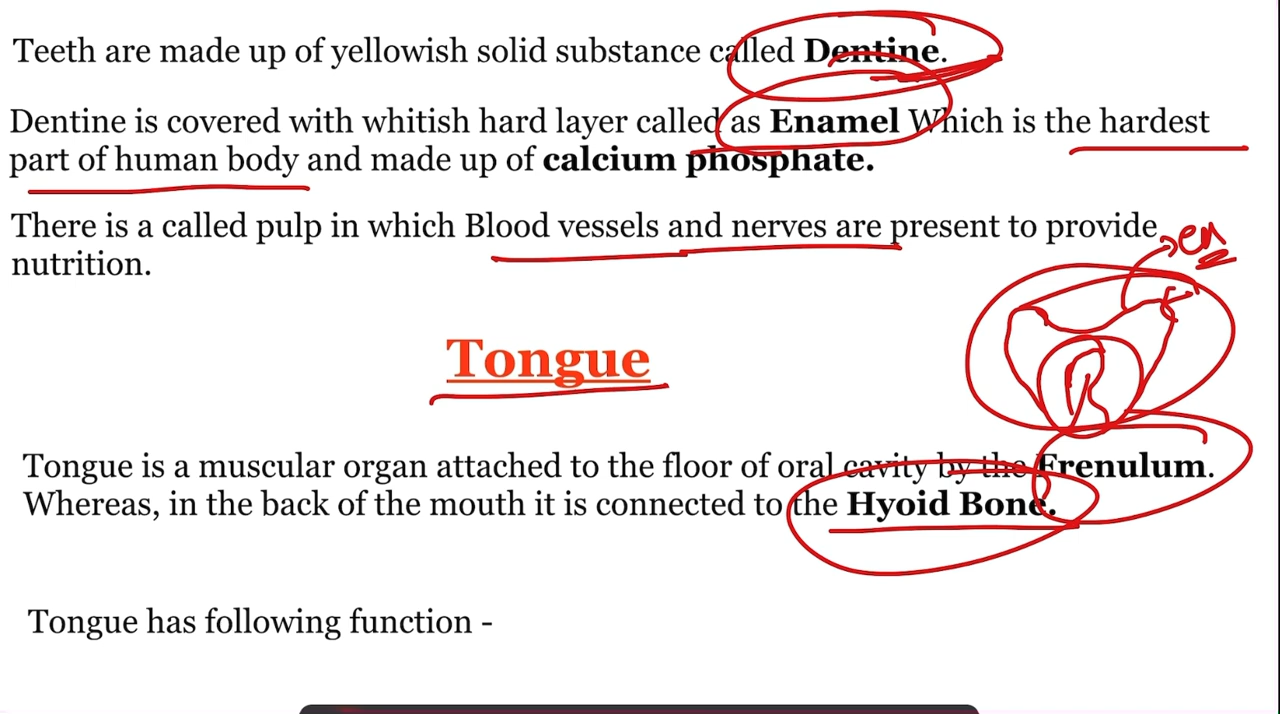 Teeth are made up of yellowish solid substance called Dentine.
Dentine is covered with whitish hard layer called as Enamel Which is the hardest
part of human body and made up of calcium phosphate.
There is a called pulp in which Blood vessels and nerves are present to provide
nutrition.
en
Tongue
Tongue is a muscular organ attached to the floor of oral cavity by the Frenulum.
Whereas, in the back of the mouth it is connected to the Hyoid Bone.
Tongue has following function -